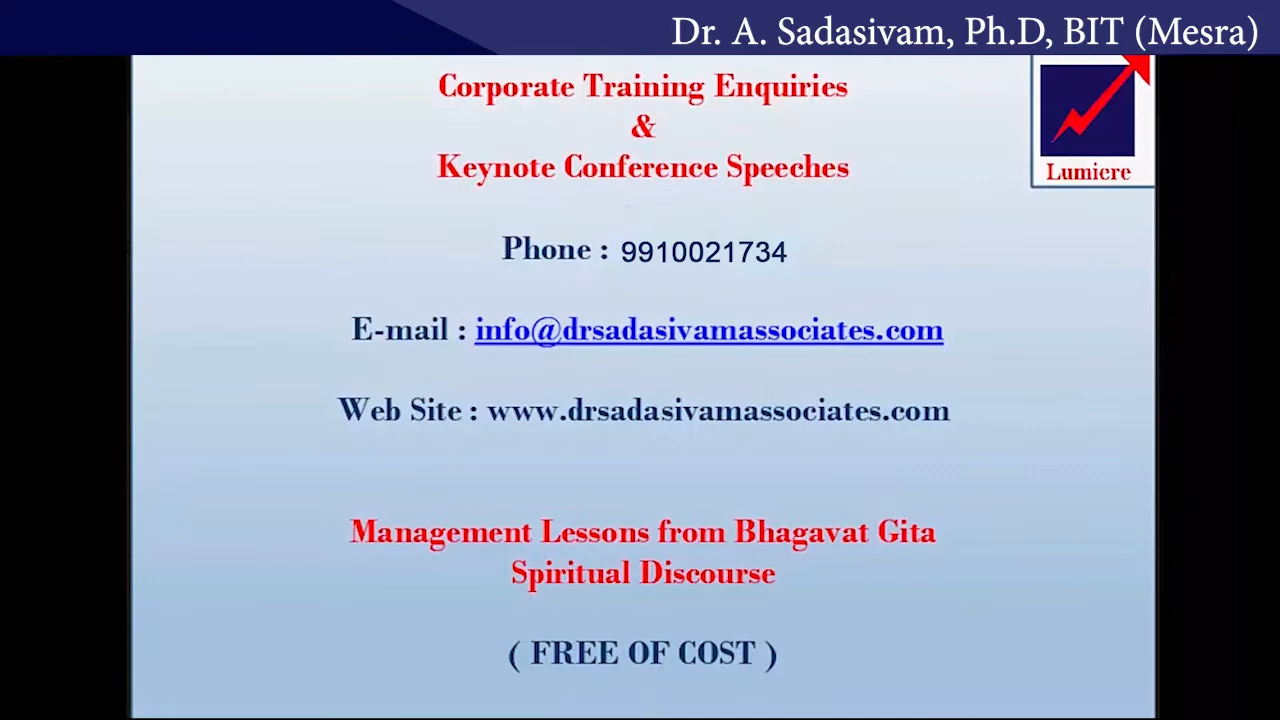 Dr. A. Sadasivam, Ph.D, BIT (Mesra)
Corporate Training Enquiries
&
Keynote Conference Speeches
Lumiere
Phone : 9910021734
E-mail : info@drsadasivamassociates.com
Web Site : www.drsadasivamassociates.com
Management Lessons from Bhagavat Gita
Spiritual Discourse
( FREE OF COST )